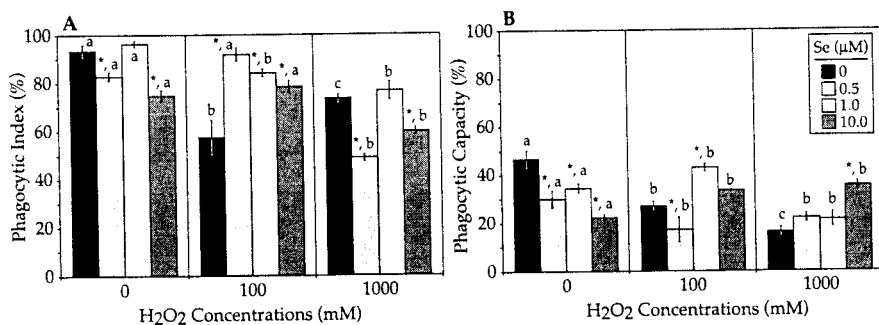 A
Phagocytic Index (%)
100
80
60
40
20
0
a
*, a
a
*, a
b
*, a
*, b
*, a
c
*, b
b
*, b
0
100
1000
H2O2 Concentrations (mM)
B
Phagocytic Capacity (%)
100
80
60
40
20
0
a
*, a
*, a
*, a
b
*, b
*, b
b
c
b
b
*, b
0
100
1000
H2O2 Concentrations (mM)
Se (μM)
0
0.5
1.0
10.0